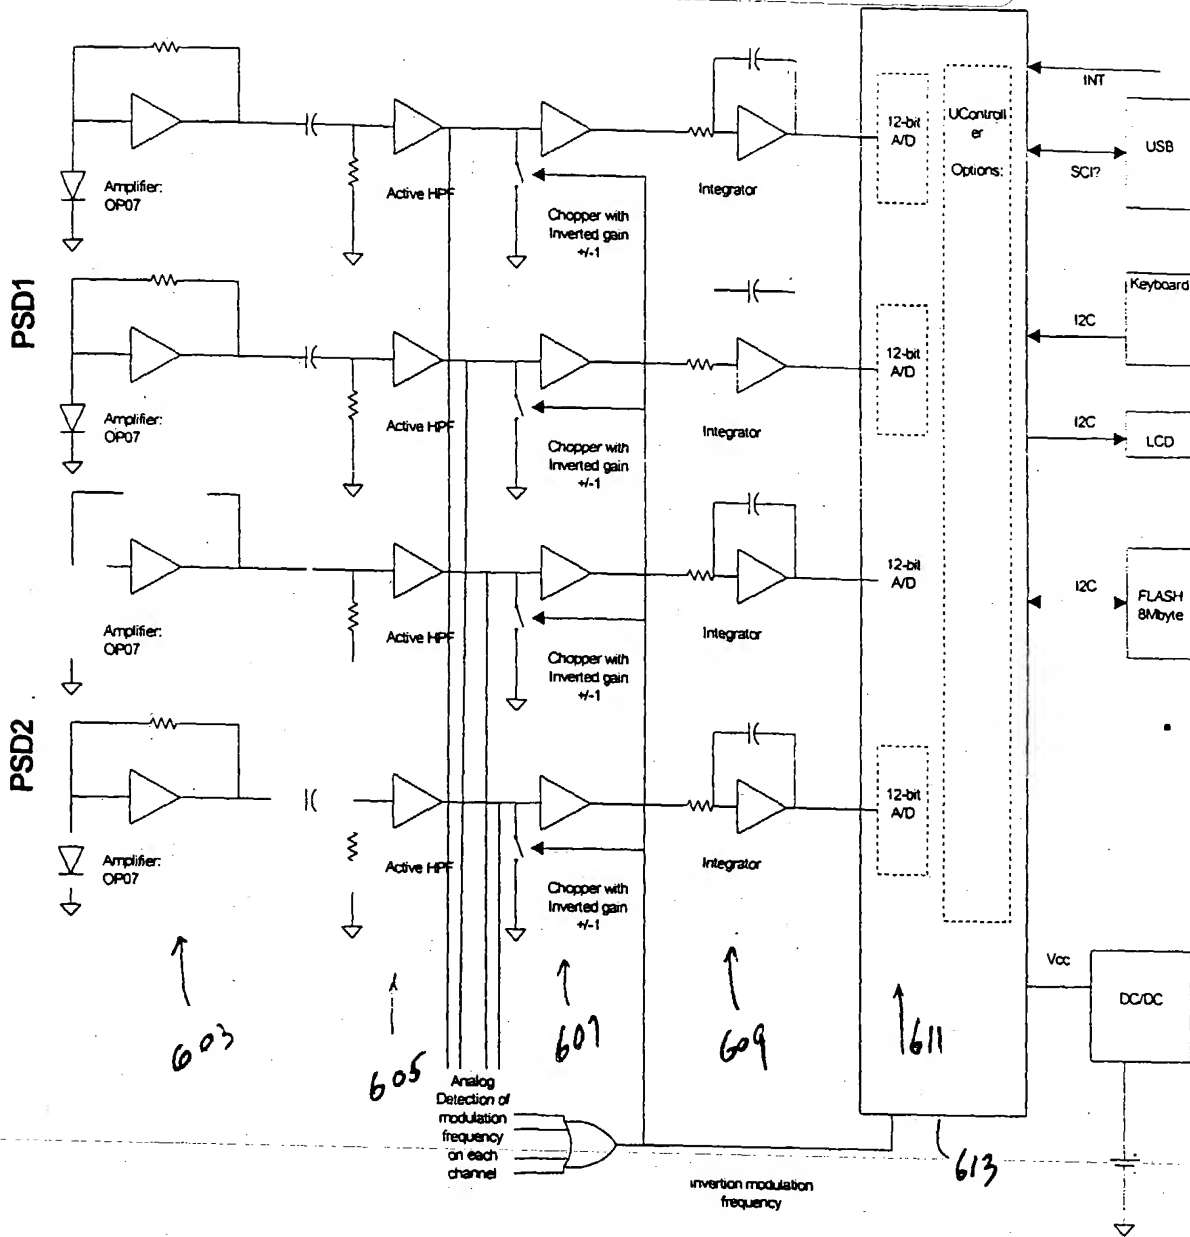 PSD1
PSD2
Amplifier:
OP07
Active HPF
Chopper with
Inverted gain
+/-1
Integrator
12-bit
A/D
UControll
er
Options:
INT
USB
SCI?
Amplifier:
OP07
Active HPF
Chopper with
Inverted gain
+/-1
Integrator
12-bit
A/D
Keyboard
I2C
I2C
LCD
Amplifier:
OP07
Active HPF
Chopper with
Inverted gain
+/-1
Integrator
12-bit
A/D
I2C
FLASH
8Mbyte
Amplifier:
OP07
Active HPF
Chopper with
Inverted gain
+/-1
Integrator
12-bit
A/D
Vcc
DC/DC
603
605
607
609
611
613
Analog
Detection of
modulation
frequency
on each
channel
Invertion modulation
frequency